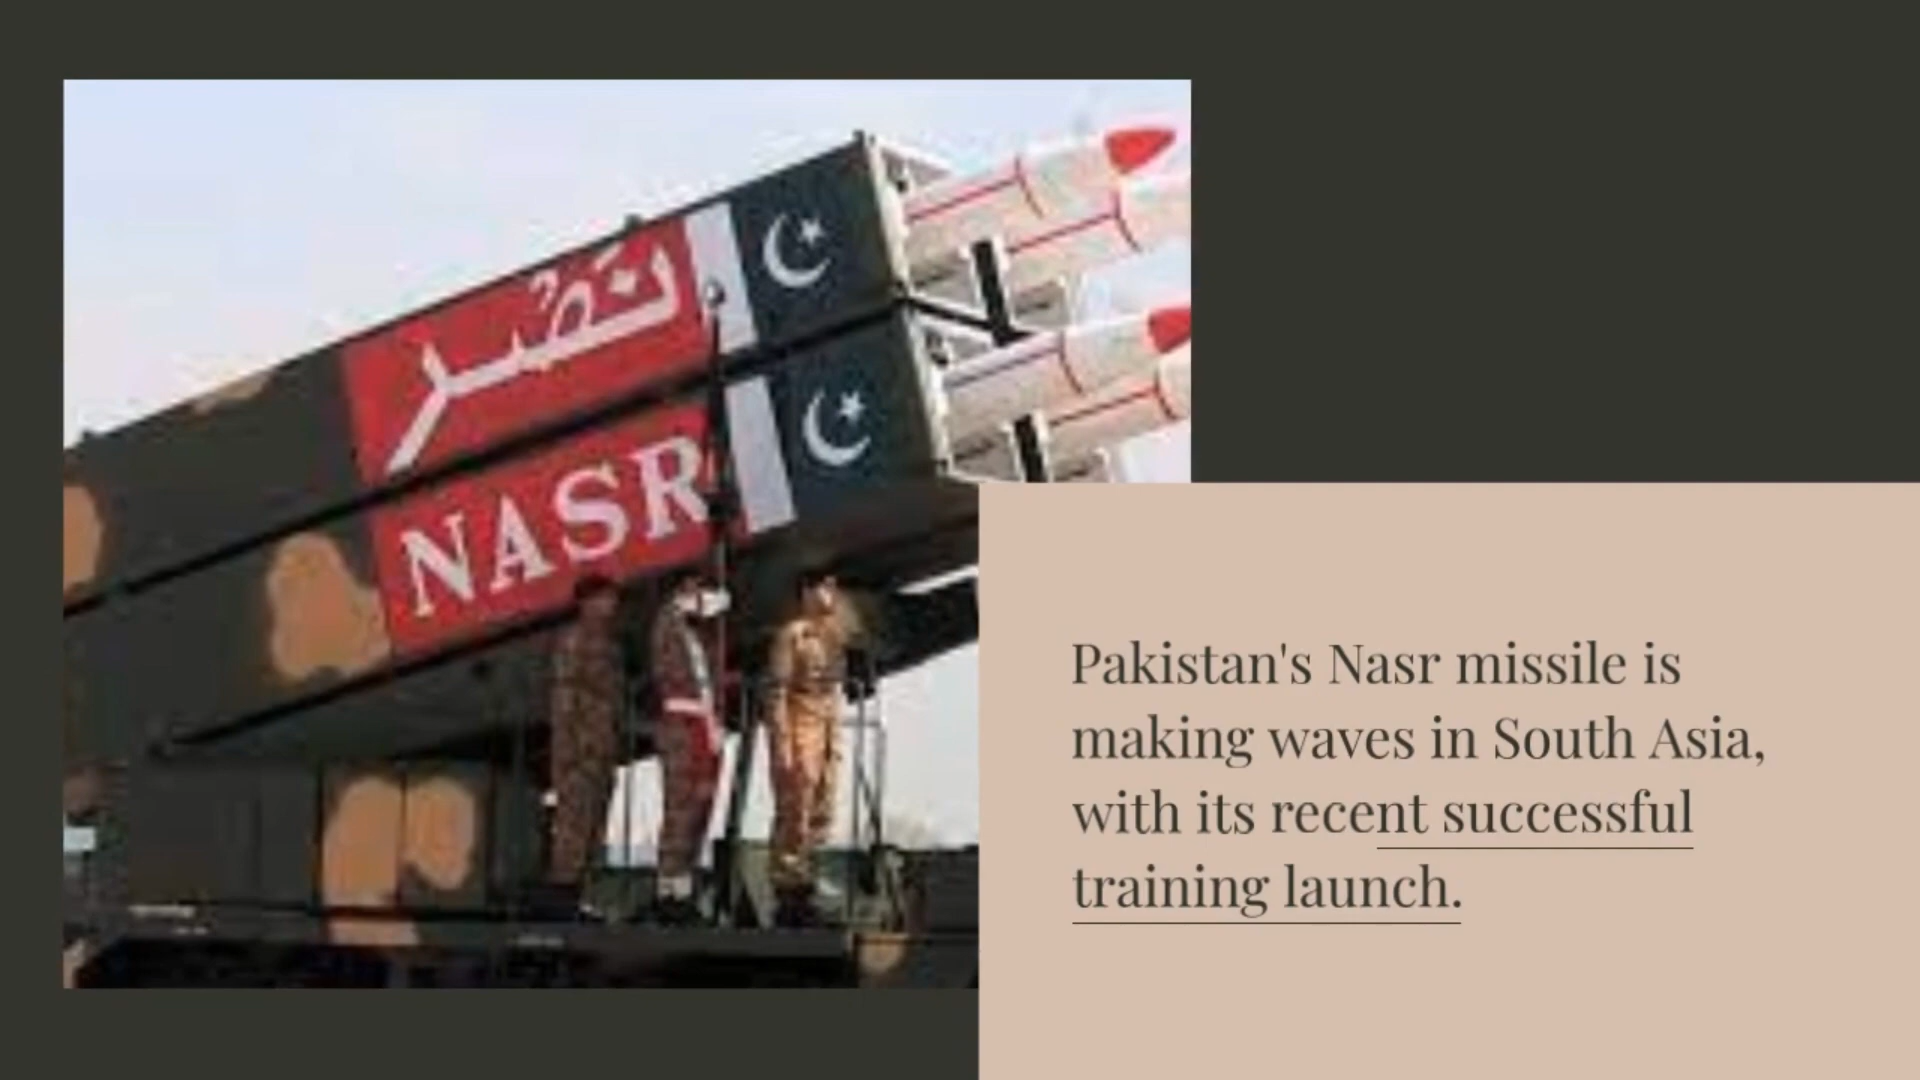 نصر
NASR
Pakistan's Nasr missile is
making waves in South Asia,
with its recent successful
training launch.